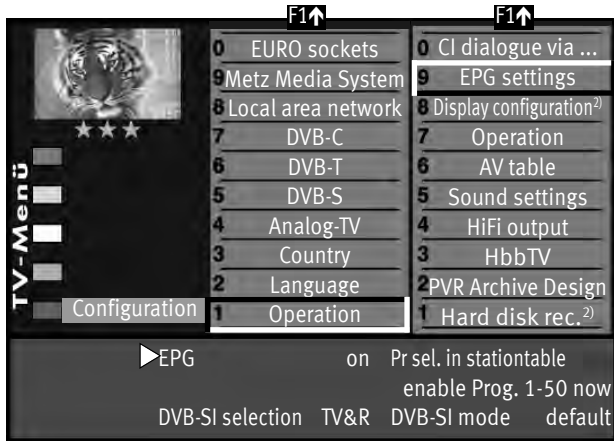 F1↑ F1↑
0 EURO sockets 0 CI dialogue via ...
9 Metz Media System 9 EPG settings
8 Local area network 8 Display configuration2)
7 DVB-C 7 Operation
6 DVB-T 6 AV table
5 DVB-S 5 Sound settings
4 Analog-TV 4 HiFi output
3 Country 3 HbbTV
2 Language 2 PVR Archive Design
TV-Menü Configuration 1 Operation 1 Hard disk rec.2)
EPG on Pr sel. in stationtable
enable Prog. 1-50 now
DVB-SI selection TV&R DVB-SI mode default